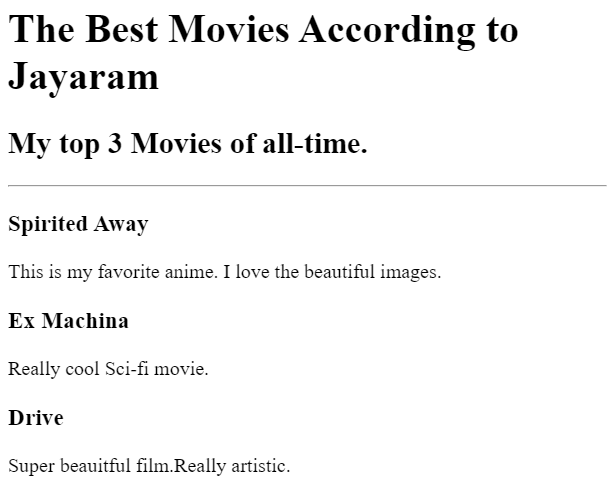 The Best Movies According to
Jayaram
My top 3 Movies of all-time.
Spirited Away
This is my favorite anime. I love the beautiful images.
Ex Machina
Really cool Sci-fi movie.
Drive
Super beauitful film.Really artistic.